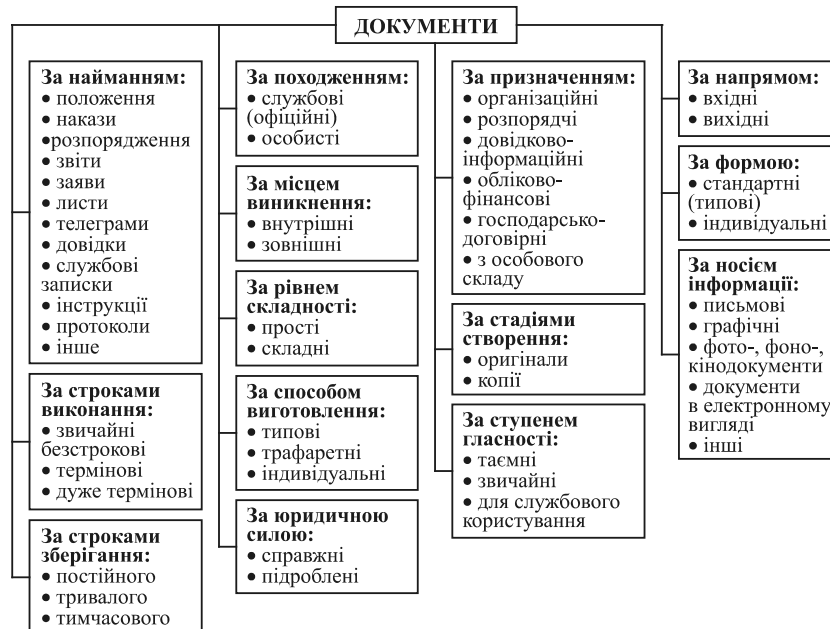 ДОКУМЕНТИ
За найманням:
● положення
● накази
●розпорядження
● звіти
● заяви
● листи
● телеграми
● довідки
● службові
записки
● інструкції
● протоколи
● інше
За строками
виконання:
● звичайні
безстрокові
● термінові
● дуже термінові
За строками
зберігання:
● постійного
● тривалого
● тимчасового
За походженням:
● службові
(офіційні)
● особисті
За місцем
виникнення:
● внутрішні
● зовнішні
За рівнем
складності:
● прості
● складні
За способом
виготовлення:
● типові
● трафаретні
● індивідуальні
За юридичною
силою:
● справжні
● підроблені
За призначенням:
● організаційні
● розпорядчі
● довідково-
інформаційні
● обліково-
фінансові
● господарсько-
договірні
● з особового
складу
За стадіями
створення:
● оригінали
● копії
За ступенем
гласності:
● таємні
● звичайні
● для службового
користування
За напрямом:
● вхідні
● вихідні
За формою:
● стандартні
(типові)
● індивідуальні
За носієм
інформації:
● письмові
● графічні
● фото-, фоно-,
кінодокументи
● документи
в електронному
вигляді
● інші